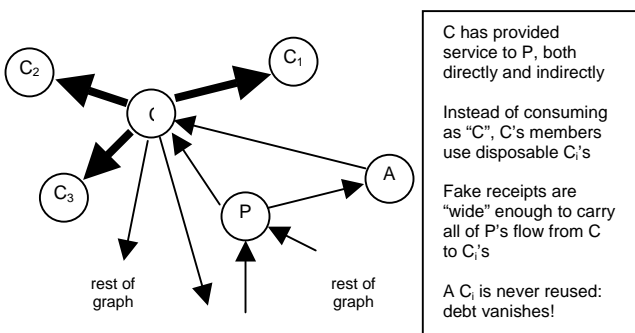 C2
C1
C
C3
A
P
rest of
graph
rest of
graph
C has provided
service to P, both
directly and indirectly
Instead of consuming
as “C”, C’s members
use disposable Ci’s
Fake receipts are
“wide” enough to carry
all of P’s flow from C
to Ci’s
A Ci is never reused:
debt vanishes!